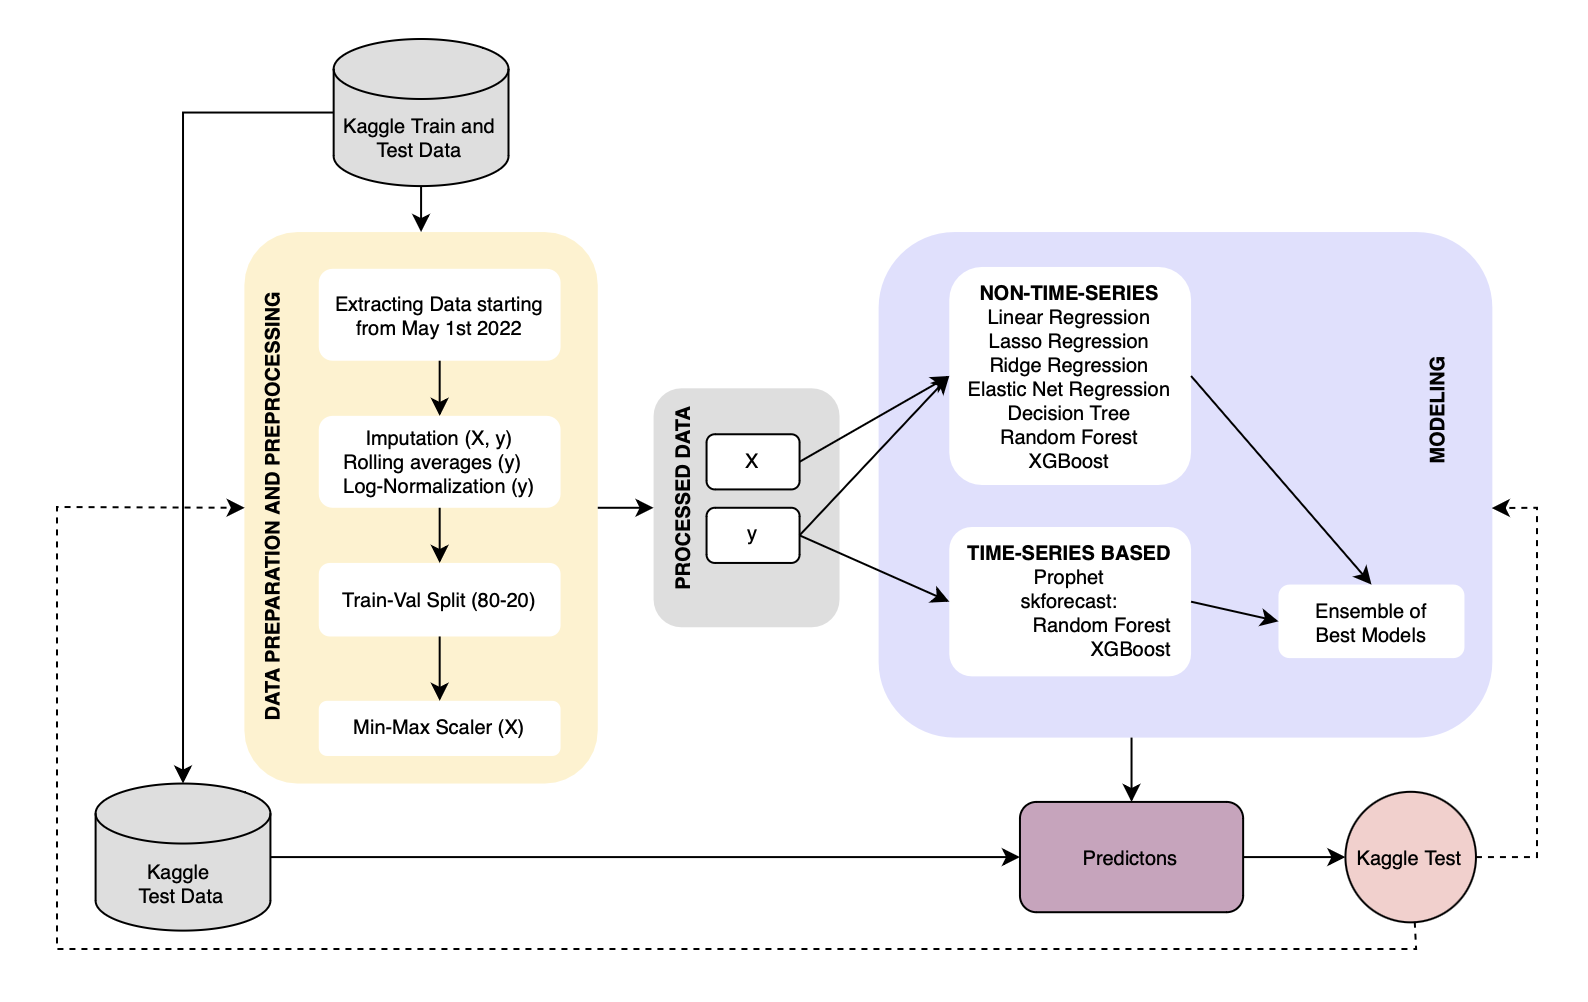 Kaggle Train and
Test Data
DATA PREPARATION AND PREPROCESSING
Extracting Data starting
from May 1st 2022
Imputation (X, y)
Rolling averages (y)
Log-Normalization (y)
Train-Val Split (80-20)
Min-Max Scaler (X)
PROCESSED DATA
X
y
NON-TIME-SERIES
Linear Regression
Lasso Regression
Ridge Regression
Elastic Net Regression
Decision Tree
Random Forest
XGBoost
TIME-SERIES BASED
Prophet
skforecast:
Random Forest
XGBoost
MODELING
Ensemble of
Best Models
Kaggle
Test Data
Predictons
Kaggle Test